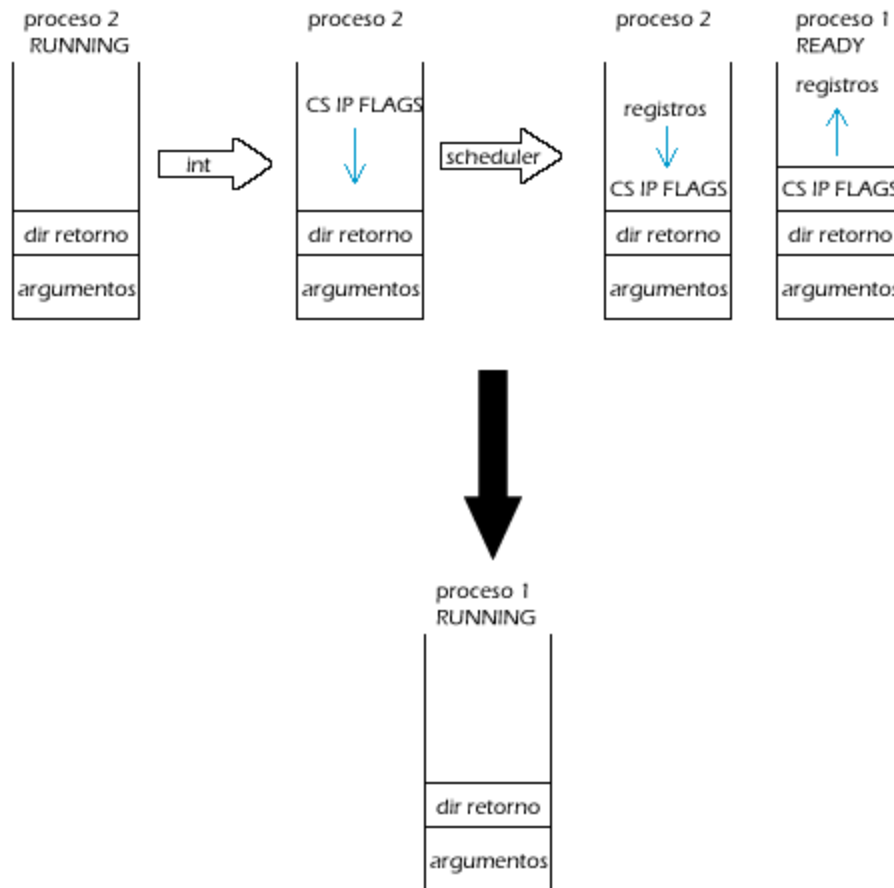 proceso 2
RUNNING
int
dir retorno
argumentos
proceso 2
CS IP FLAGS
scheduler
dir retorno
argumentos
proceso 2
registros
CS IP FLAGS
dir retorno
argumentos
proceso 1
READY
registros
CS IP FLAGS
dir retorno
argumentos
proceso 1
RUNNING
dir retorno
argumentos